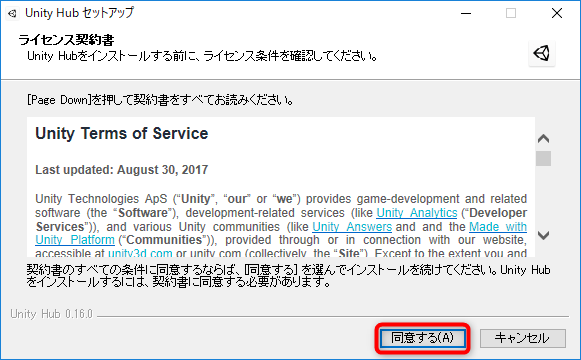 Unity Hub セットアップ
ライセンス契約書
Unity Hubをインストールする前に、ライセンス条件を確認してください。
[Page Down]を押して契約書をすべてお読みください。
Unity Terms of Service
Last updated: August 30, 2017
Unity Technologies ApS (“Unity”, “our” or “we”) provides game-development and related
software (the “Software”), development-related services (like Unity Analytics (“Developer
Services”)), and various Unity communities (like Unity Answers and and the Made with
Unity Platform (“Communities”)), provided through or in connection with our website,
accessible at unity3d.com or unity.com (collectively, the “Site”). Except to the extent you and
契約書のすべての条件に同意するならば、[同意する] を選んでインストールを続けてください。Unity Hub
をインストールするには、契約書に同意する必要があります。
Unity Hub 0.16.0
同意する(A)
キャンセル